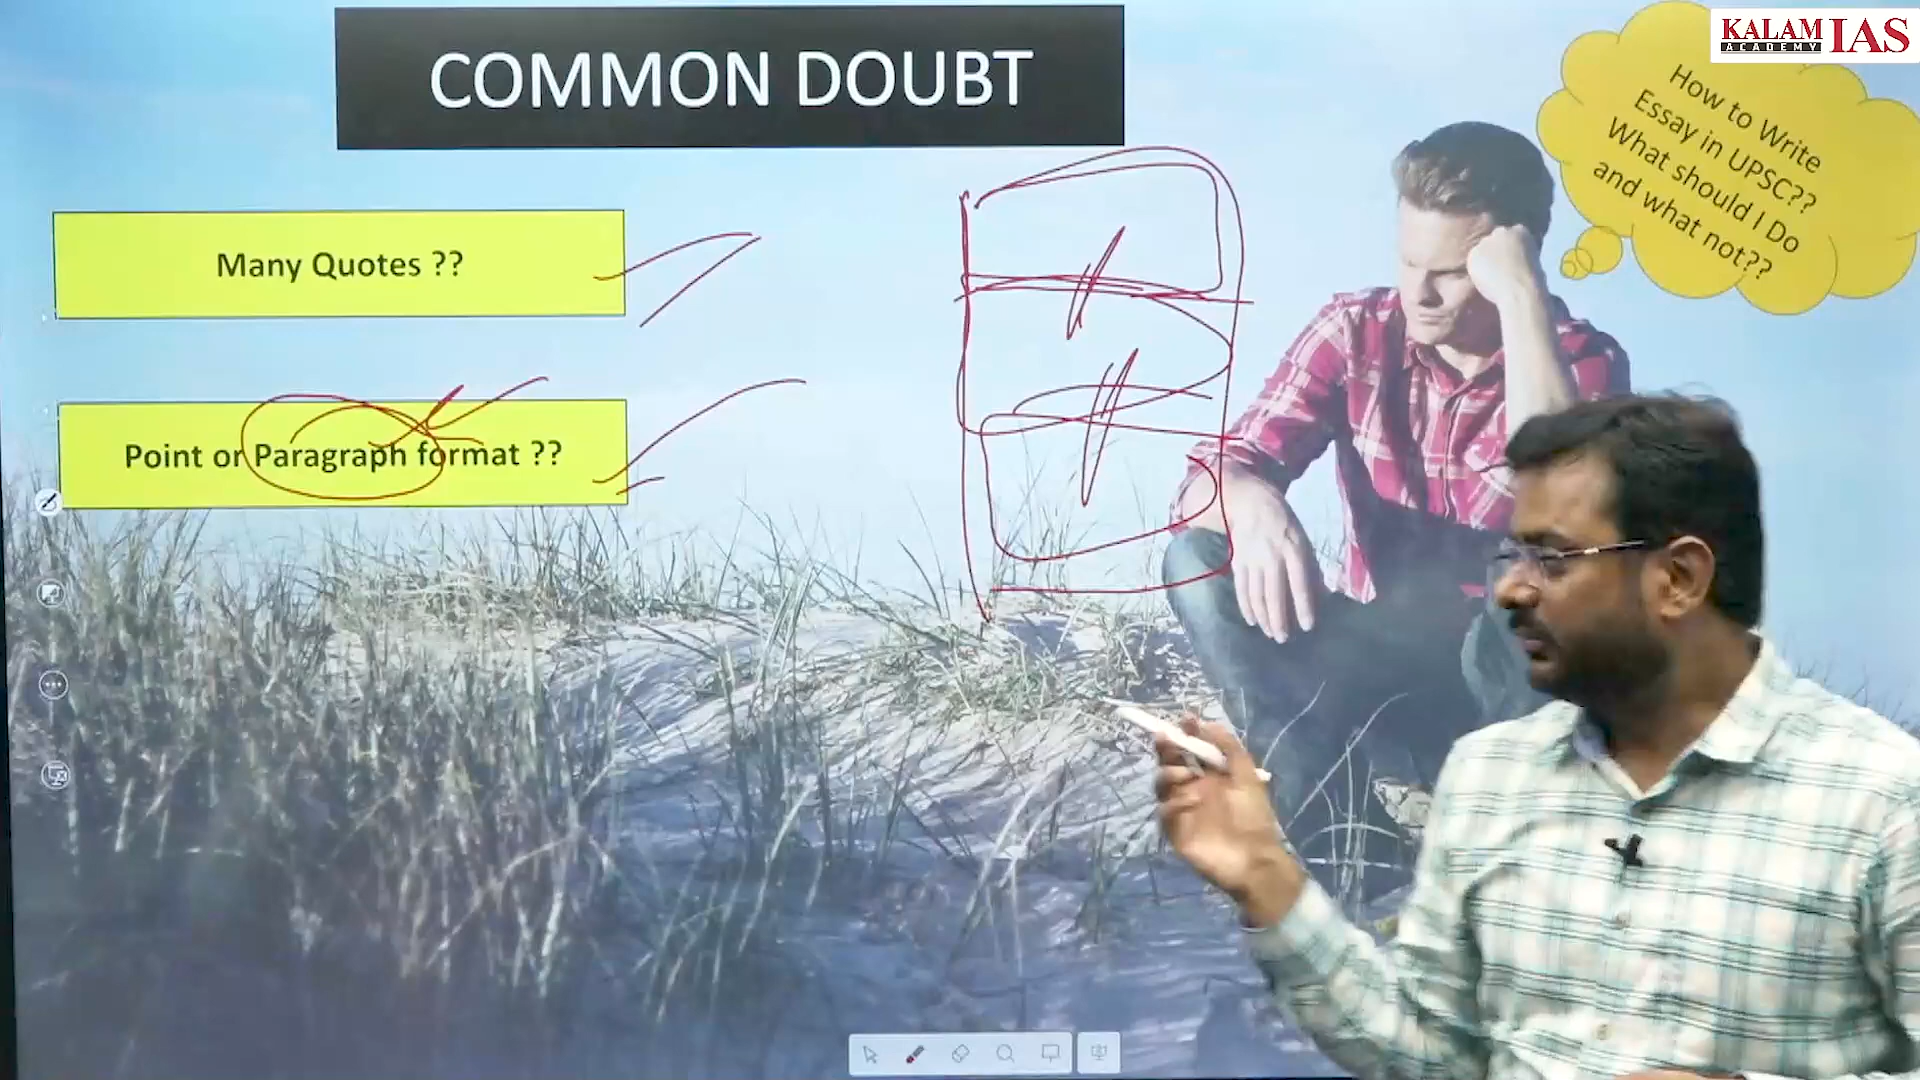 COMMON DOUBT
KALAM IAS
ACADEMY
How to Write
Essay in UPSC??
What should I Do
and what not??
Many Quotes ??
Point or Paragraph format ??